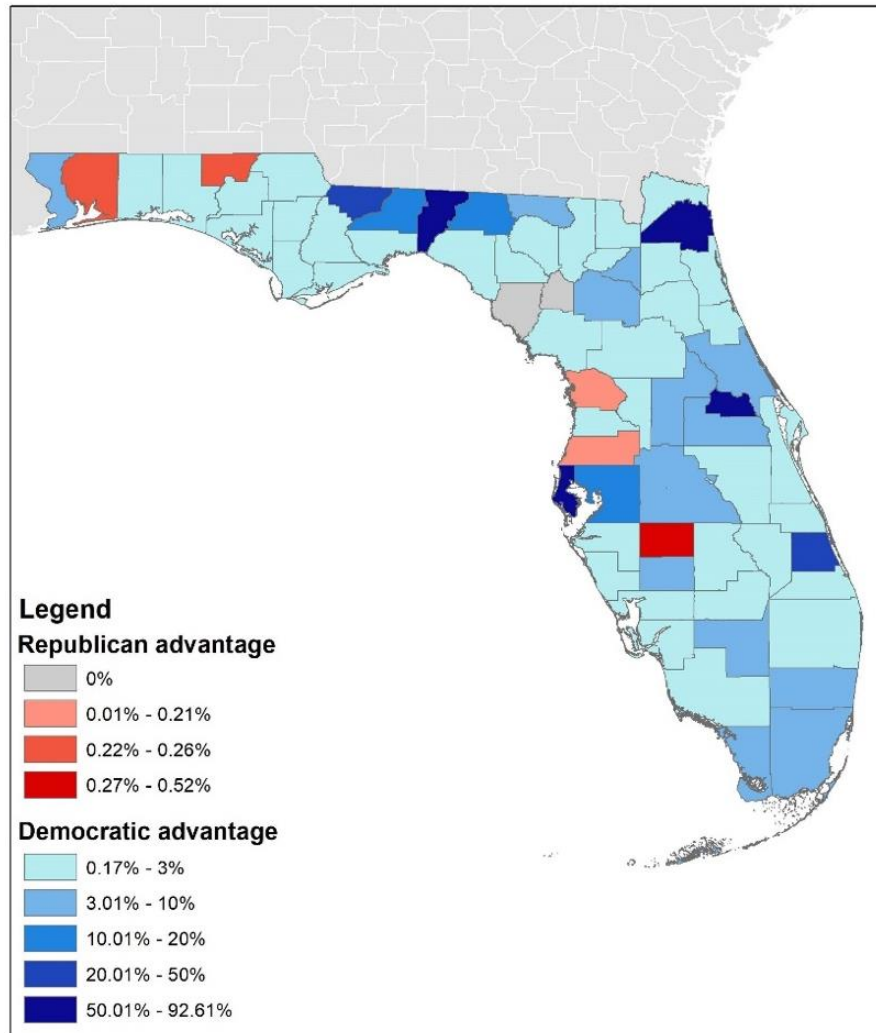 Legend
Republican advantage
0%
0.01% - 0.21%
0.22% - 0.26%
0.27% - 0.52%
Democratic advantage
0.17% - 3%
3.01% - 10%
10.01% - 20%
20.01% - 50%
50.01% - 92.61%